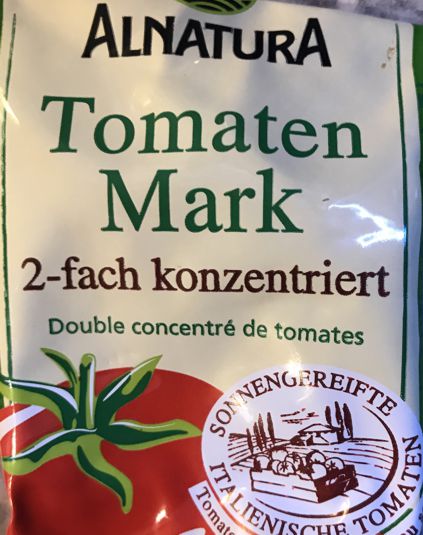 ALNATURA
Tomaten
Mark
2-fach konzentriert
Double concentré de tomates
SONNENGEREIFTE
ITALIENISCHE TOMATEN